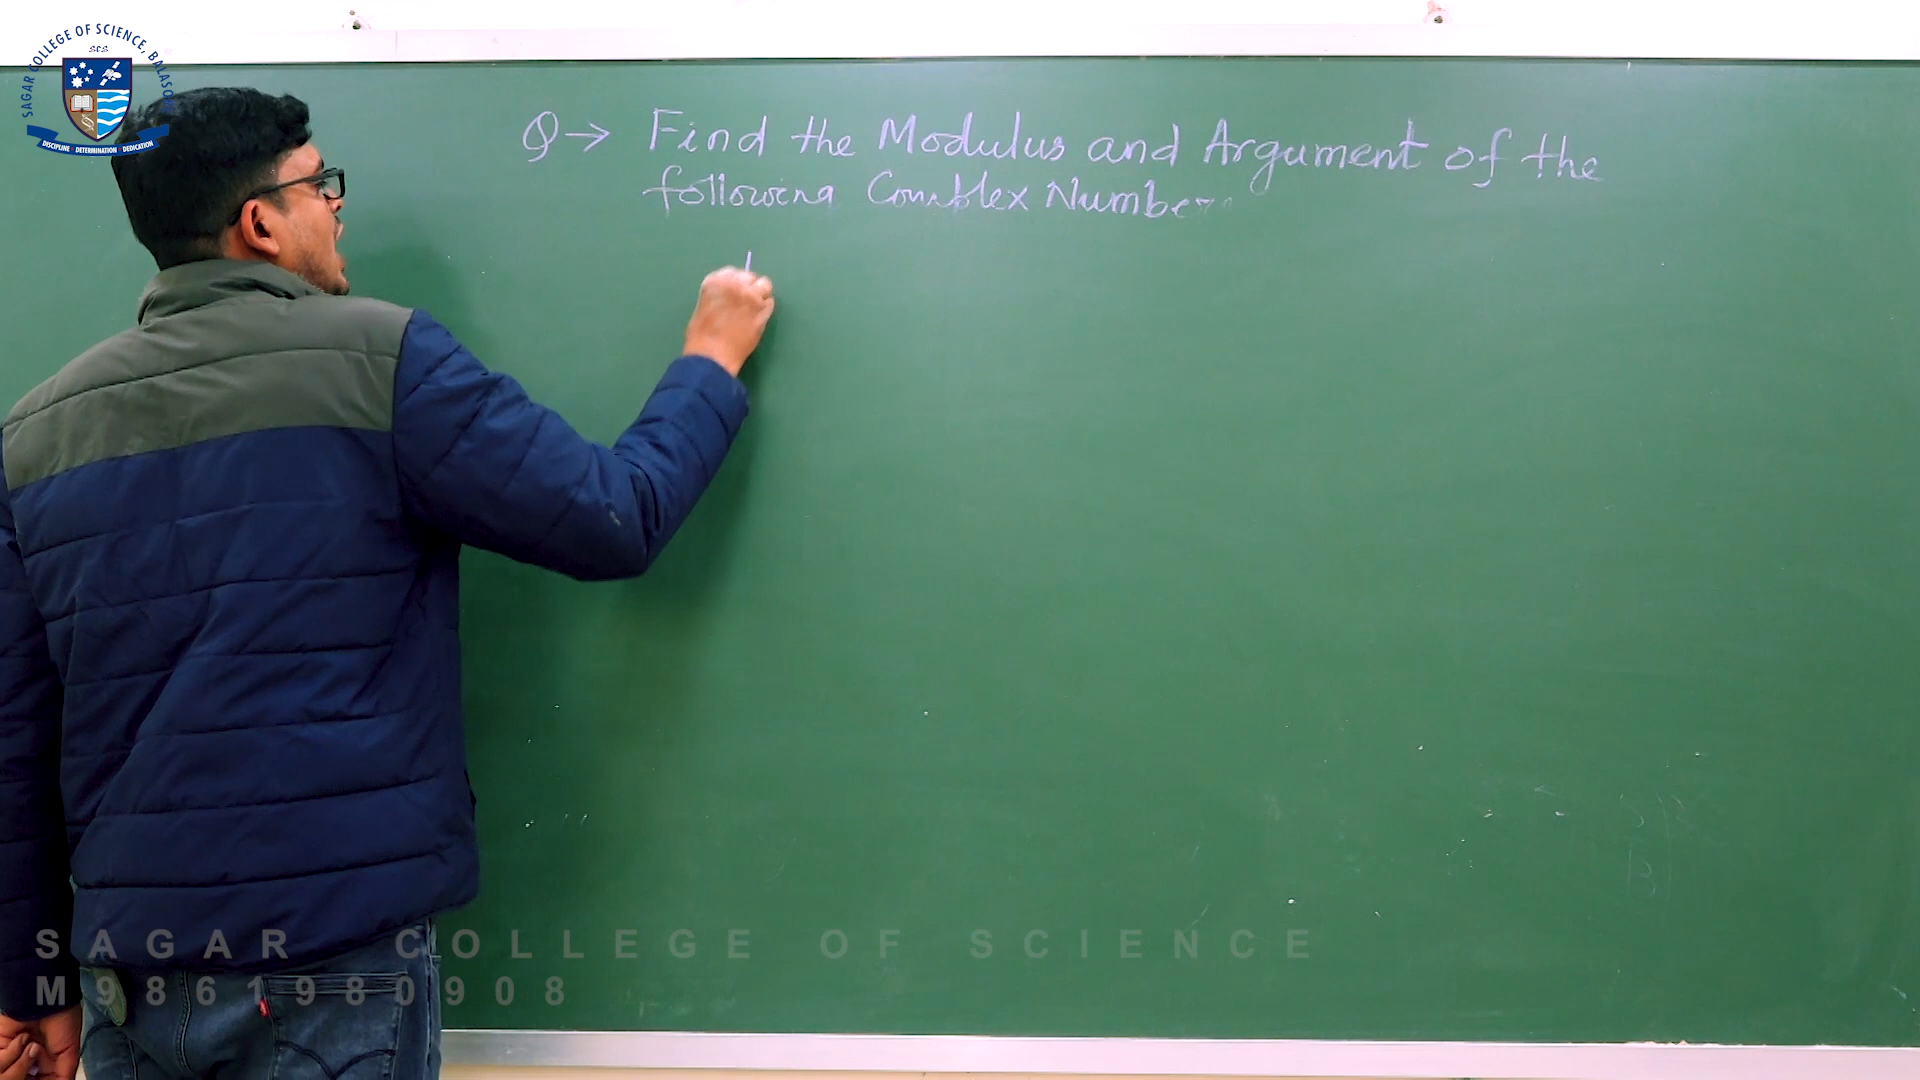 SAGAR COLLEGE OF SCIENCE, BALASORE
SCS
DISCIPLINE · DETERMINATION · DEDICATION
Q → Find the Modulus and Argument of the
following Complex Number
SAGAR COLLEGE OF SCIENCE
M9861980908